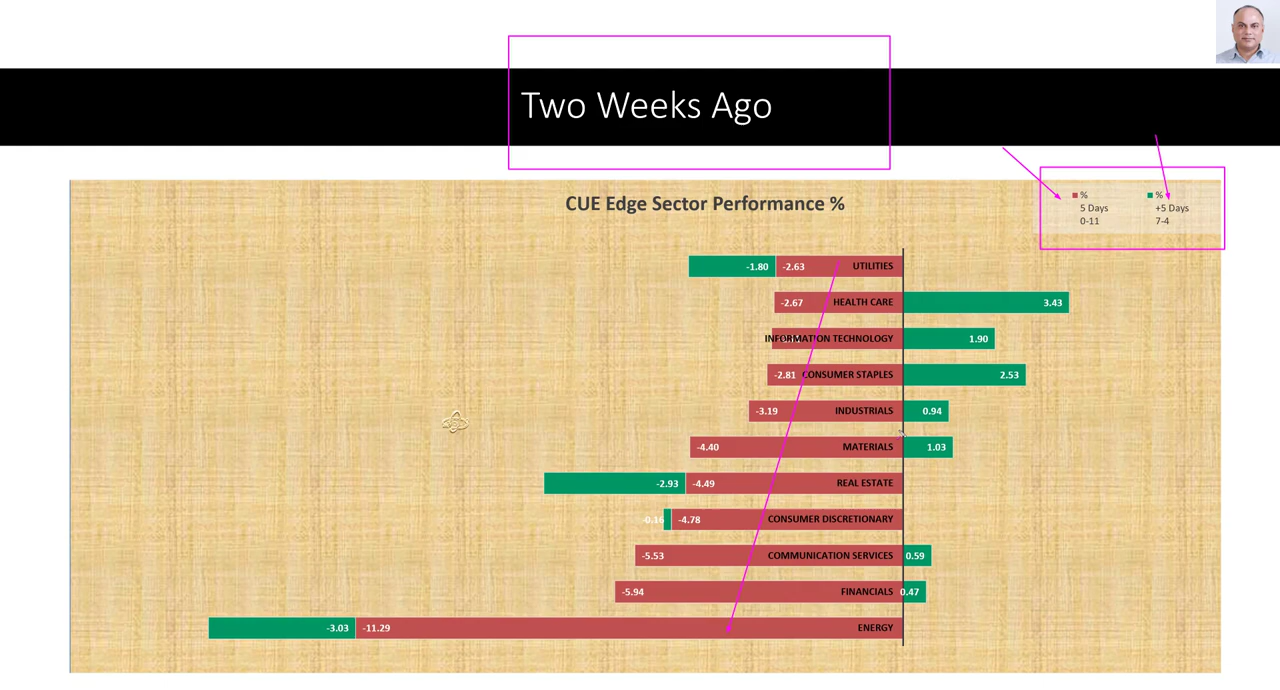 Two Weeks Ago
CUE Edge Sector Performance %
% %
5 Days +5 Days
0-11 7-4
-1.80 -2.63 UTILITIES
-2.67 HEALTH CARE 3.43
INFORMATION TECHNOLOGY 1.90
-2.81 CONSUMER STAPLES 2.53
-3.19 INDUSTRIALS 0.94
-4.40 MATERIALS 1.03
-2.93 -4.49 REAL ESTATE
-0.16 -4.78 CONSUMER DISCRETIONARY
-5.53 COMMUNICATION SERVICES 0.59
-5.94 FINANCIALS 0.47
-3.03 -11.29 ENERGY